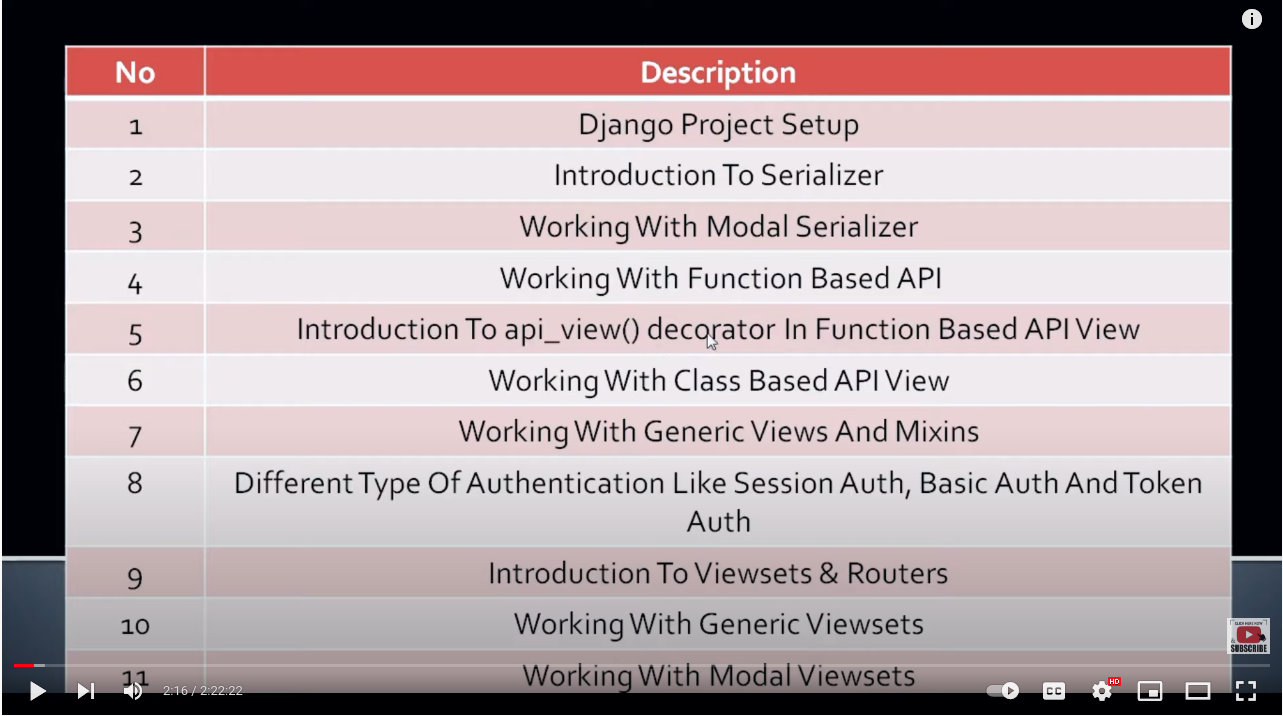 No Description
1 Django Project Setup
2 Introduction To Serializer
3 Working With Modal Serializer
4 Working With Function Based API
5 Introduction To api_view() decorator In Function Based API View
6 Working With Class Based API View
7 Working With Generic Views And Mixins
8 Different Type Of Authentication Like Session Auth, Basic Auth And Token
Auth
9 Introduction To Viewsets & Routers
10 Working With Generic Viewsets
11 Working With Modal Viewsets
CLICK HERE NOW
SUBSCRIBE
2:16 / 2:22:22
CC
HD